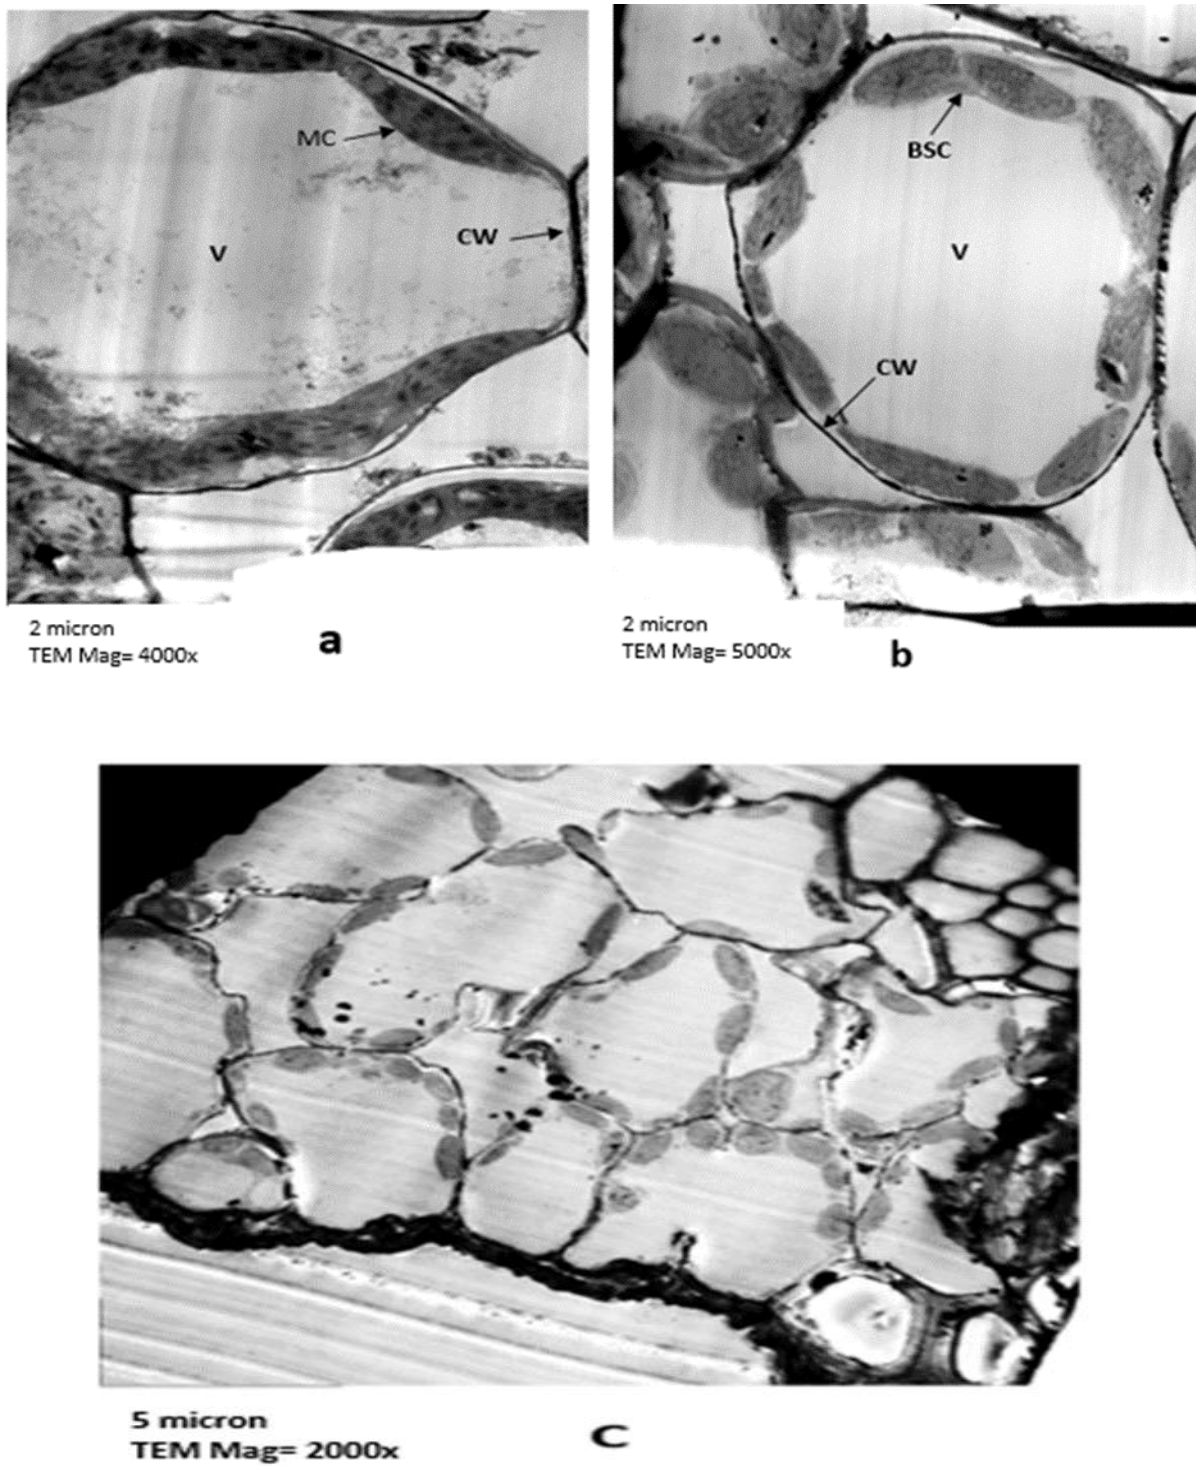 MC
CW
V
BSC
V
CW
2 micron
TEM Mag= 4000x
a
2 micron
TEM Mag= 5000x
b
5 micron
TEM Mag= 2000x
C